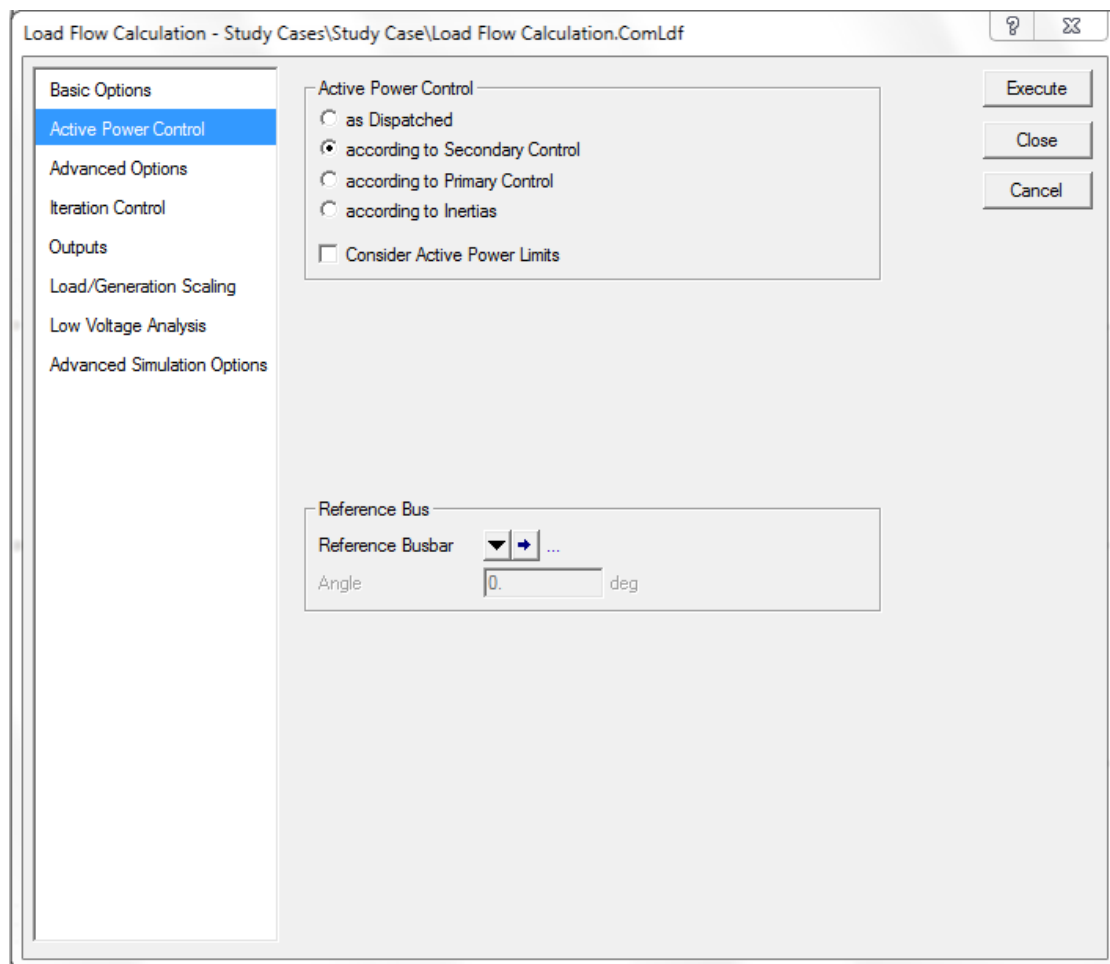 Load Flow Calculation - Study Cases\Study Case\Load Flow Calculation.ComLdf
Basic Options
Active Power Control
Advanced Options
Iteration Control
Outputs
Load/Generation Scaling
Low Voltage Analysis
Advanced Simulation Options
Active Power Control
as Dispatched
according to Secondary Control
according to Primary Control
according to Inertias
Consider Active Power Limits
Reference Bus
Reference Busbar ...
Angle 0. deg
Execute
Close
Cancel